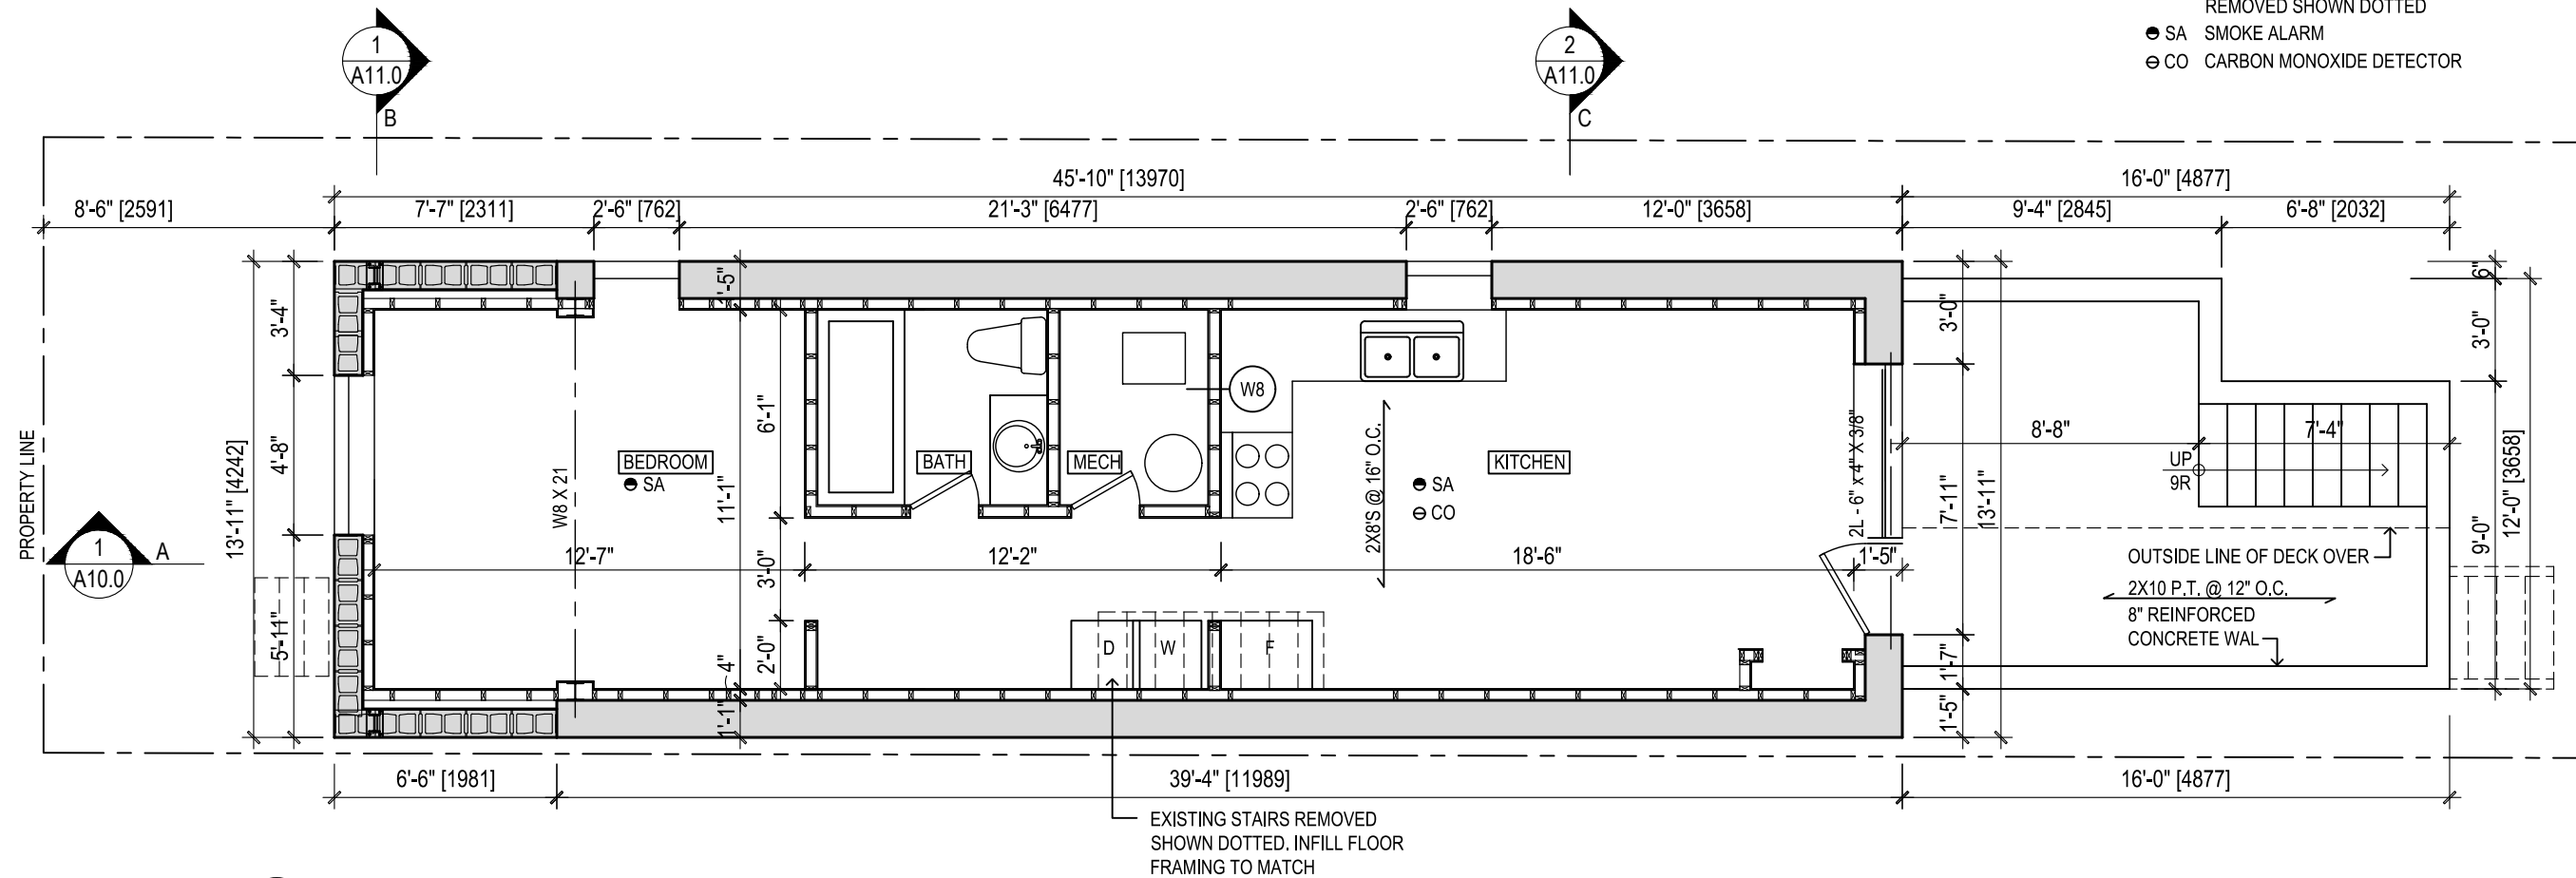 REMOVED SHOWN DOTTED
SA SMOKE ALARM
CO CARBON MONOXIDE DETECTOR
1
A11.0
B
2
A11.0
C
45'-10" [13970]
16'-0" [4877]
8'-6" [2591]
7'-7" [2311]
2'-6" [762]
21'-3" [6477]
2'-6" [762]
12'-0" [3658]
9'-4" [2845]
6'-8" [2032]
PROPERTY LINE
1
A10.0
A
13'-11" [4242]
3'-4"
4'-8"
5'-11"
W8 X 21
BEDROOM
SA
12'-7"
1'-5"
11'-1"
4"
1'-1"
6'-1"
3'-0"
2'-0"
BATH
MECH
W8
12'-2"
D
W
F
2X8'S @ 16" O.C.
KITCHEN
SA
CO
18'-6"
2L - 6" x 4" X 3/8"
1'-5"
3'-0"
7'-11"
1'-7"
1'-5"
13'-11"
8'-8"
7'-4"
UP
9R
OUTSIDE LINE OF DECK OVER
2X10 P.T. @ 12" O.C.
8" REINFORCED
CONCRETE WAL
6"
3'-0"
9'-0"
12'-0" [3658]
6'-6" [1981]
39'-4" [11989]
16'-0" [4877]
EXISTING STAIRS REMOVED
SHOWN DOTTED. INFILL FLOOR
FRAMING TO MATCH